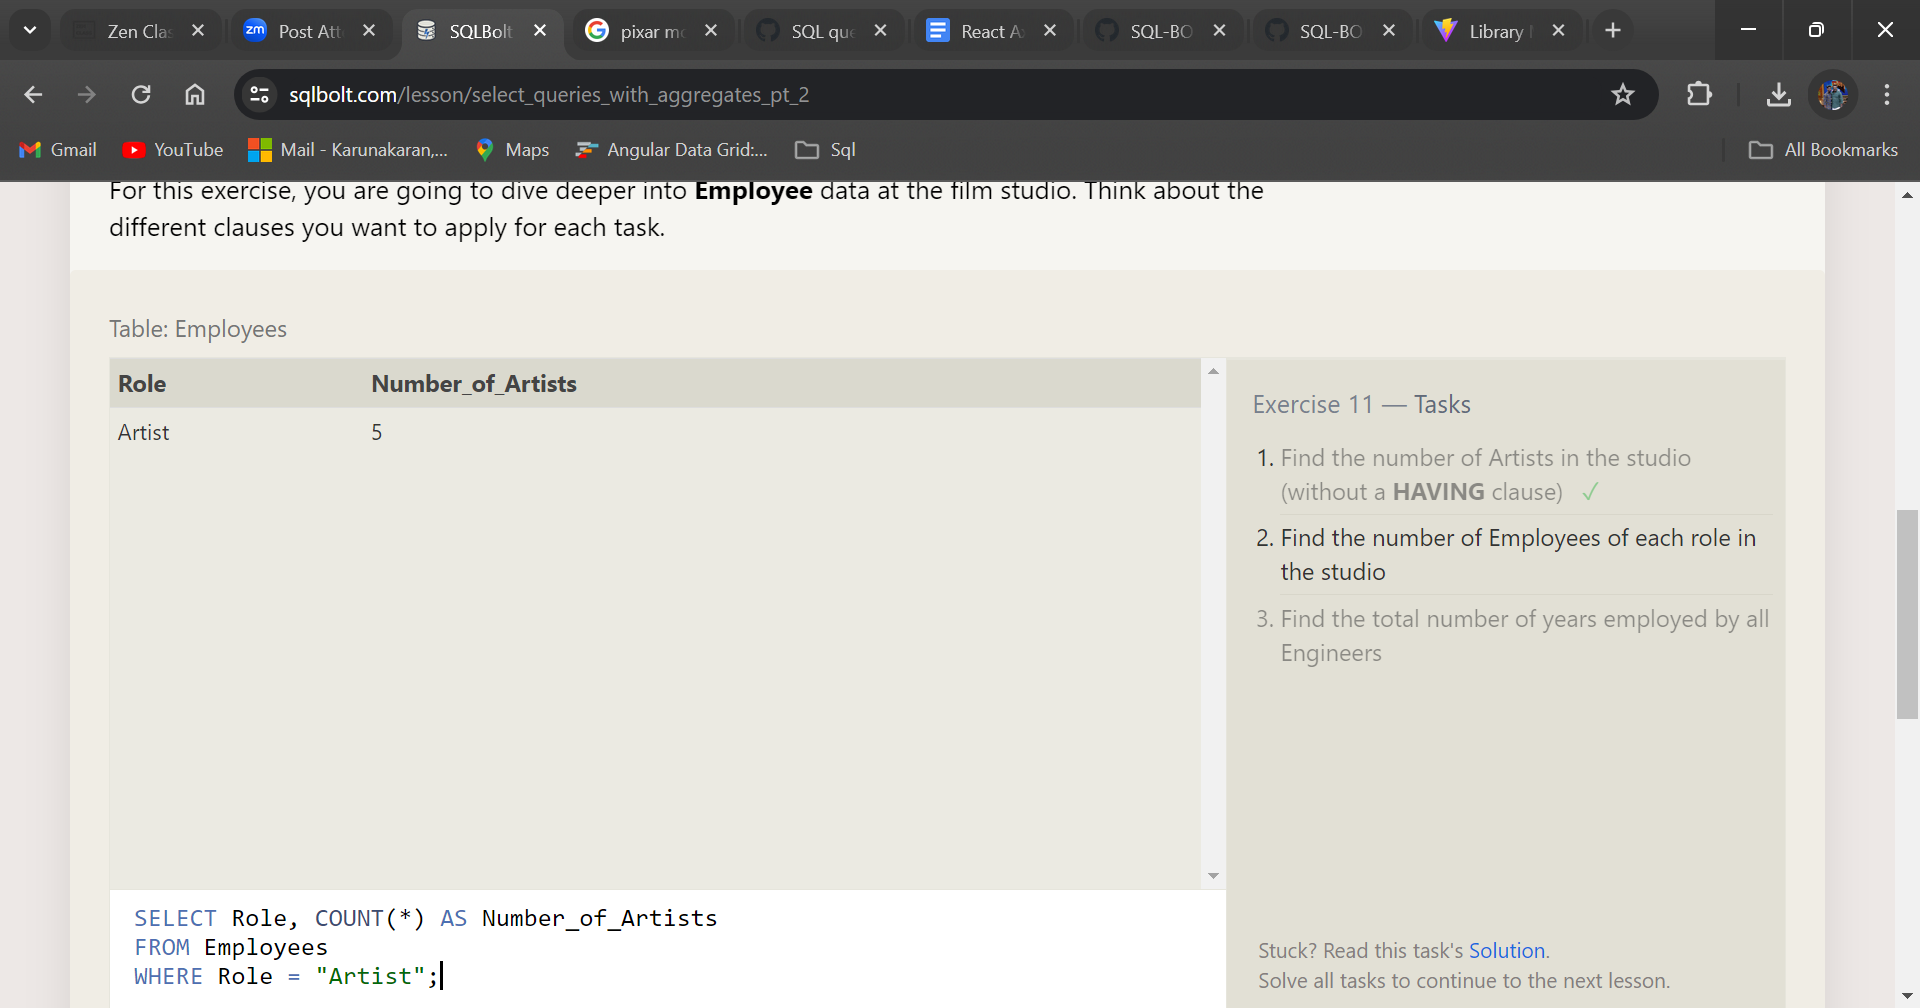 Zen Clas
zm Post Att
SQLBolt
pixar mo
SQL que
React A
SQL-BO
SQL-BO
Library
sqlbolt.com/lesson/select_queries_with_aggregates_pt_2
Gmail
YouTube
Mail - Karunakaran,...
Maps
Angular Data Grid:...
Sql
All Bookmarks
For this exercise, you are going to dive deeper into Employee data at the film studio. Think about the
different clauses you want to apply for each task.
Table: Employees
Role Number_of_Artists
Artist 5
Exercise 11 — Tasks
1. Find the number of Artists in the studio
(without a HAVING clause) ✓
2. Find the number of Employees of each role in
the studio
3. Find the total number of years employed by all
Engineers
SELECT Role, COUNT(*) AS Number_of_Artists
FROM Employees
WHERE Role = "Artist";
Stuck? Read this task's Solution.
Solve all tasks to continue to the next lesson.